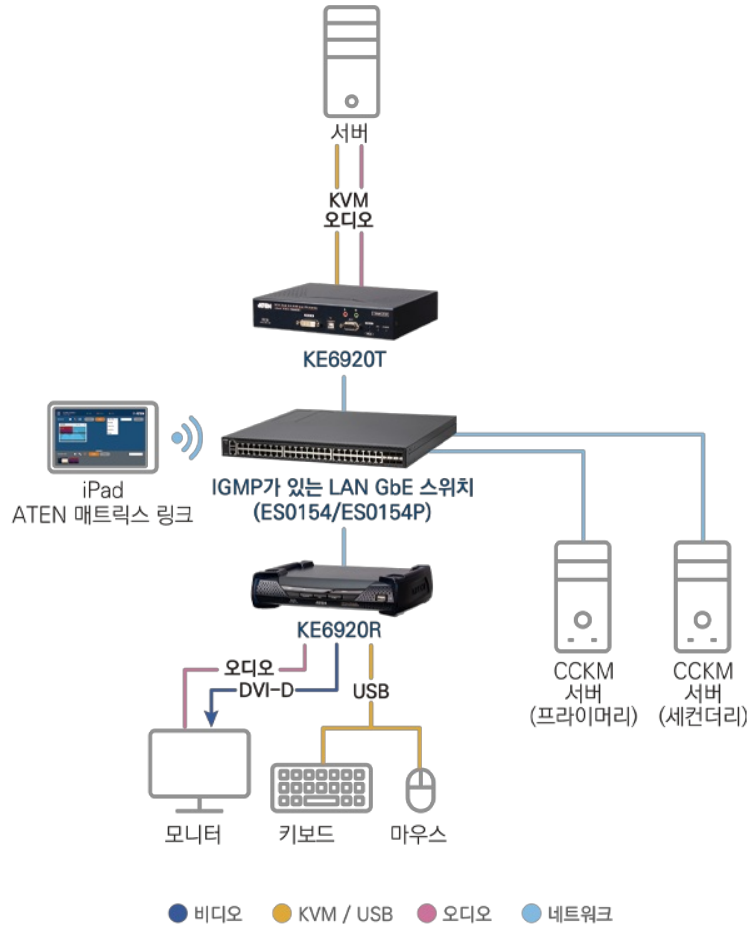 서버
KVM
오디오
ATEN
KE6920T
iPad
ATEN 매트릭스 링크
IGMP가 있는 LAN GbE 스위치
(ES0154/ES0154P)
KE6920R
오디오
DVI-D
USB
CCKM
서버
(프라이머리)
CCKM
서버
(세컨더리)
모니터
키보드
마우스
비디오
KVM / USB
오디오
네트워크